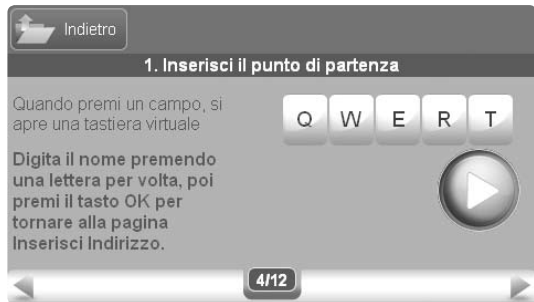 Indietro
1. Inserisci il punto di partenza
Quando premi un campo, si
apre una tastiera virtuale
Q W E R T
Digita il nome premendo
una lettera per volta, poi
premi il tasto OK per
tornare alla pagina
Inserisci Indirizzo.
4/12